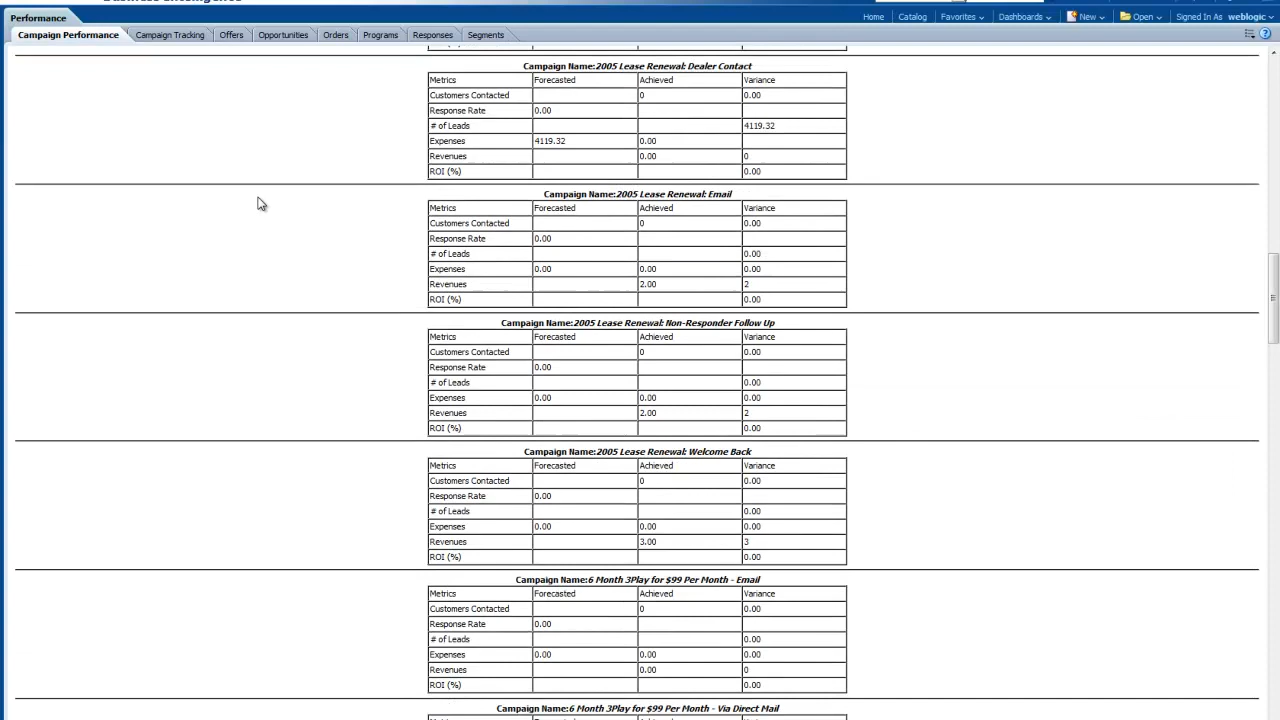 Performance
Home Catalog Favorites Dashboards New Open Signed In As weblogic
Campaign Performance Campaign Tracking Offers Opportunities Orders Programs Responses Segments
Campaign Name:2005 Lease Renewal: Dealer Contact
Metrics Forecasted Achieved Variance
Customers Contacted 0 0.00
Response Rate 0.00
# of Leads 4119.32
Expenses 4119.32 0.00
Revenues 0.00 0
ROI (%) 0.00
Campaign Name:2005 Lease Renewal: Email
Metrics Forecasted Achieved Variance
Customers Contacted 0 0.00
Response Rate 0.00
# of Leads 0.00
Expenses 0.00 0.00 0.00
Revenues 2.00 2
ROI (%) 0.00
Campaign Name:2005 Lease Renewal: Non-Responder Follow Up
Metrics Forecasted Achieved Variance
Customers Contacted 0 0.00
Response Rate 0.00
# of Leads 0.00
Expenses 0.00 0.00 0.00
Revenues 2.00 2
ROI (%) 0.00
Campaign Name:2005 Lease Renewal: Welcome Back
Metrics Forecasted Achieved Variance
Customers Contacted 0 0.00
Response Rate 0.00
# of Leads 0.00
Expenses 0.00 0.00 0.00
Revenues 3.00 3
ROI (%) 0.00
Campaign Name:6 Month 3Play for $99 Per Month - Email
Metrics Forecasted Achieved Variance
Customers Contacted 0 0.00
Response Rate 0.00
# of Leads 0.00
Expenses 0.00 0.00 0.00
Revenues 0.00 0
ROI (%) 0.00
Campaign Name:6 Month 3Play for $99 Per Month - Via Direct Mail